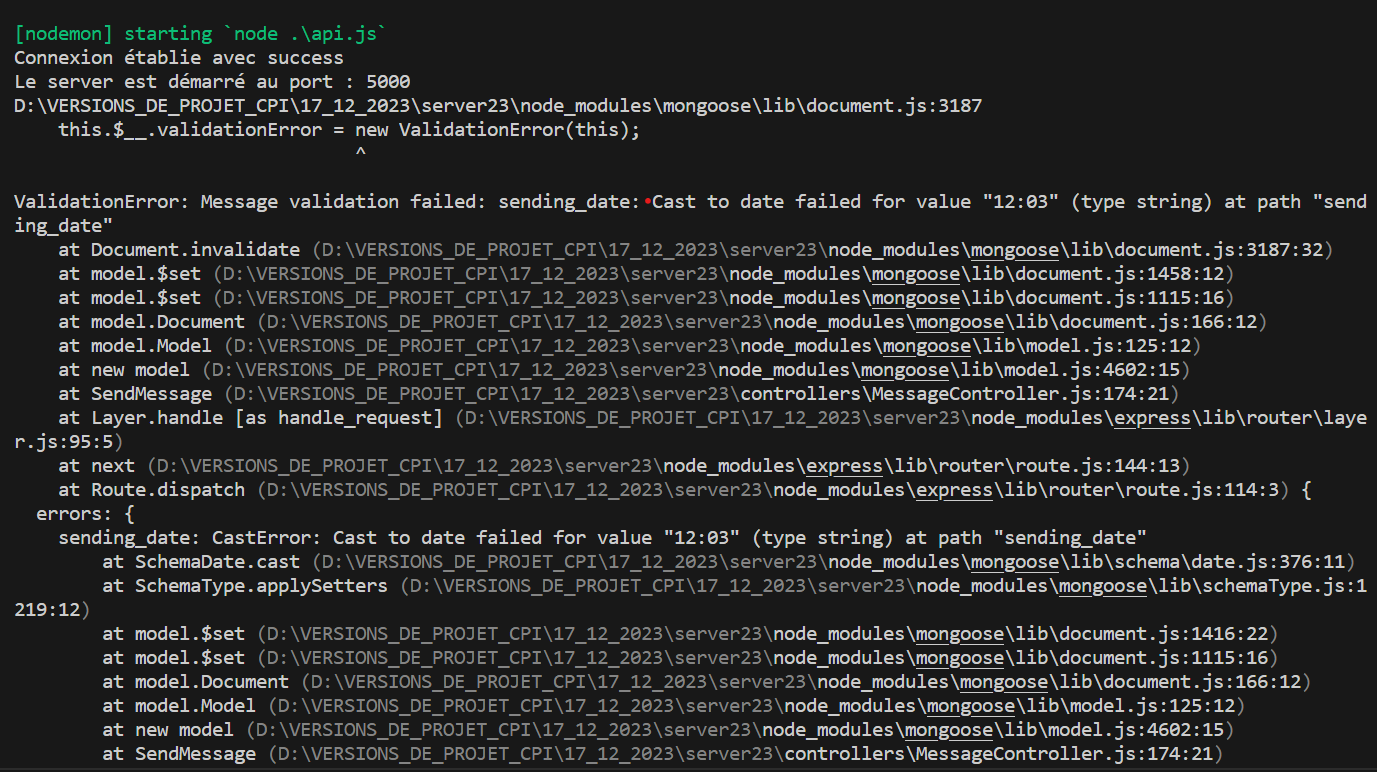 [nodemon] starting `node .\api.js`
Connexion établie avec success
Le server est démarré au port : 5000
D:\VERSIONS_DE_PROJET_CPI\17_12_2023\server23\node_modules\mongoose\lib\document.js:3187
    this.$__.validationError = new ValidationError(this);
                               ^
ValidationError: Message validation failed: sending_date: Cast to date failed for value "12:03" (type string) at path "send
ing_date"
    at Document.invalidate (D:\VERSIONS_DE_PROJET_CPI\17_12_2023\server23\node_modules\mongoose\lib\document.js:3187:32)
    at model.$set (D:\VERSIONS_DE_PROJET_CPI\17_12_2023\server23\node_modules\mongoose\lib\document.js:1458:12)
    at model.$set (D:\VERSIONS_DE_PROJET_CPI\17_12_2023\server23\node_modules\mongoose\lib\document.js:1115:16)
    at model.Document (D:\VERSIONS_DE_PROJET_CPI\17_12_2023\server23\node_modules\mongoose\lib\document.js:166:12)
    at model.Model (D:\VERSIONS_DE_PROJET_CPI\17_12_2023\server23\node_modules\mongoose\lib\model.js:125:12)
    at new model (D:\VERSIONS_DE_PROJET_CPI\17_12_2023\server23\node_modules\mongoose\lib\model.js:4602:15)
    at SendMessage (D:\VERSIONS_DE_PROJET_CPI\17_12_2023\server23\controllers\MessageController.js:174:21)
    at Layer.handle [as handle_request] (D:\VERSIONS_DE_PROJET_CPI\17_12_2023\server23\node_modules\express\lib\router\laye
r.js:95:5)
    at next (D:\VERSIONS_DE_PROJET_CPI\17_12_2023\server23\node_modules\express\lib\router\route.js:144:13)
    at Route.dispatch (D:\VERSIONS_DE_PROJET_CPI\17_12_2023\server23\node_modules\express\lib\router\route.js:114:3) {
  errors: {
    sending_date: CastError: Cast to date failed for value "12:03" (type string) at path "sending_date"
        at SchemaDate.cast (D:\VERSIONS_DE_PROJET_CPI\17_12_2023\server23\node_modules\mongoose\lib\schema\date.js:376:11)
        at SchemaType.applySetters (D:\VERSIONS_DE_PROJET_CPI\17_12_2023\server23\node_modules\mongoose\lib\schemaType.js:1
219:12)
        at model.$set (D:\VERSIONS_DE_PROJET_CPI\17_12_2023\server23\node_modules\mongoose\lib\document.js:1416:22)
        at model.$set (D:\VERSIONS_DE_PROJET_CPI\17_12_2023\server23\node_modules\mongoose\lib\document.js:1115:16)
        at model.Document (D:\VERSIONS_DE_PROJET_CPI\17_12_2023\server23\node_modules\mongoose\lib\document.js:166:12)
        at model.Model (D:\VERSIONS_DE_PROJET_CPI\17_12_2023\server23\node_modules\mongoose\lib\model.js:125:12)
        at new model (D:\VERSIONS_DE_PROJET_CPI\17_12_2023\server23\node_modules\mongoose\lib\model.js:4602:15)
        at SendMessage (D:\VERSIONS_DE_PROJET_CPI\17_12_2023\server23\controllers\MessageController.js:174:21)